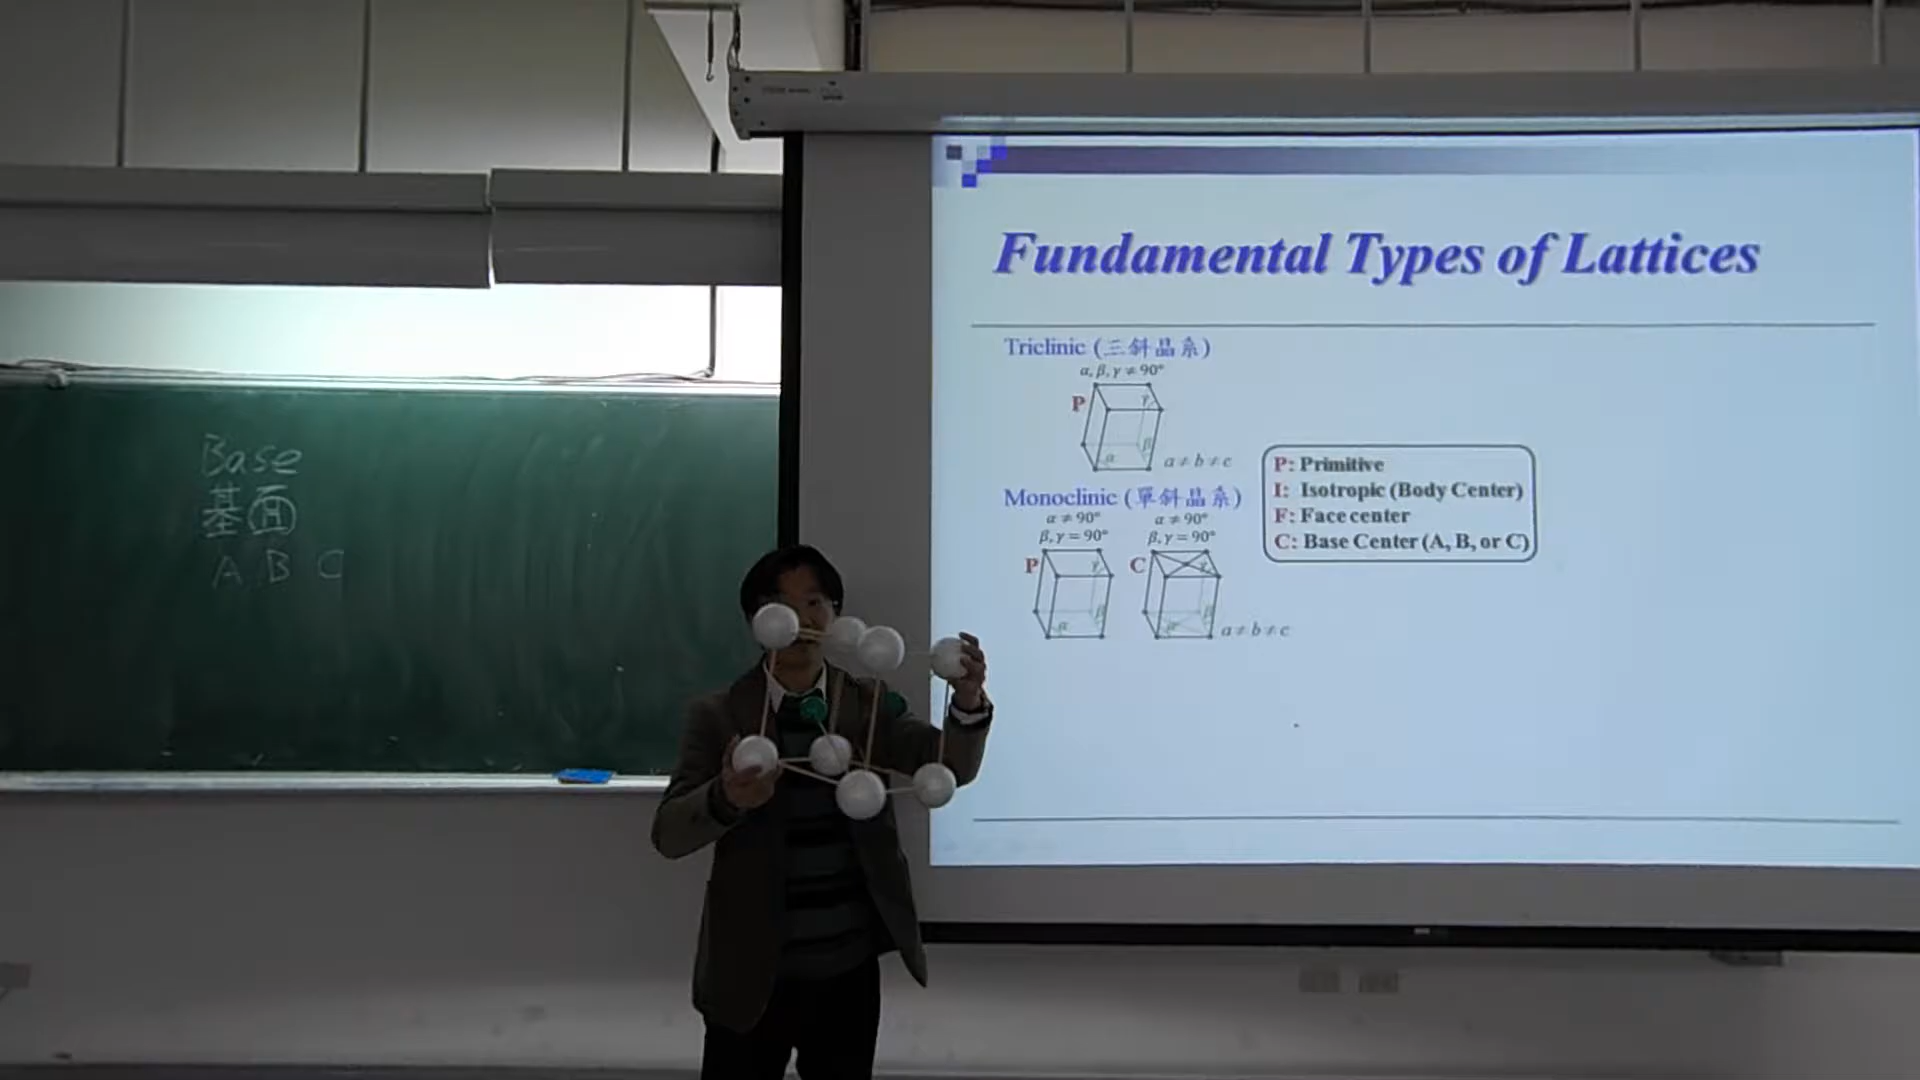 Base
基面
A B C
Fundamental Types of Lattices
Triclinic (三斜晶系)
α, β, γ ≠ 90°
P
γ
β
α
a ≠ b ≠ c
Monoclinic (單斜晶系)
α ≠ 90° α ≠ 90°
β, γ = 90° β, γ = 90°
P C
γ γ
β β
α α
a ≠ b ≠ c
P: Primitive
I: Isotropic (Body Center)
F: Face center
C: Base Center (A, B, or C)